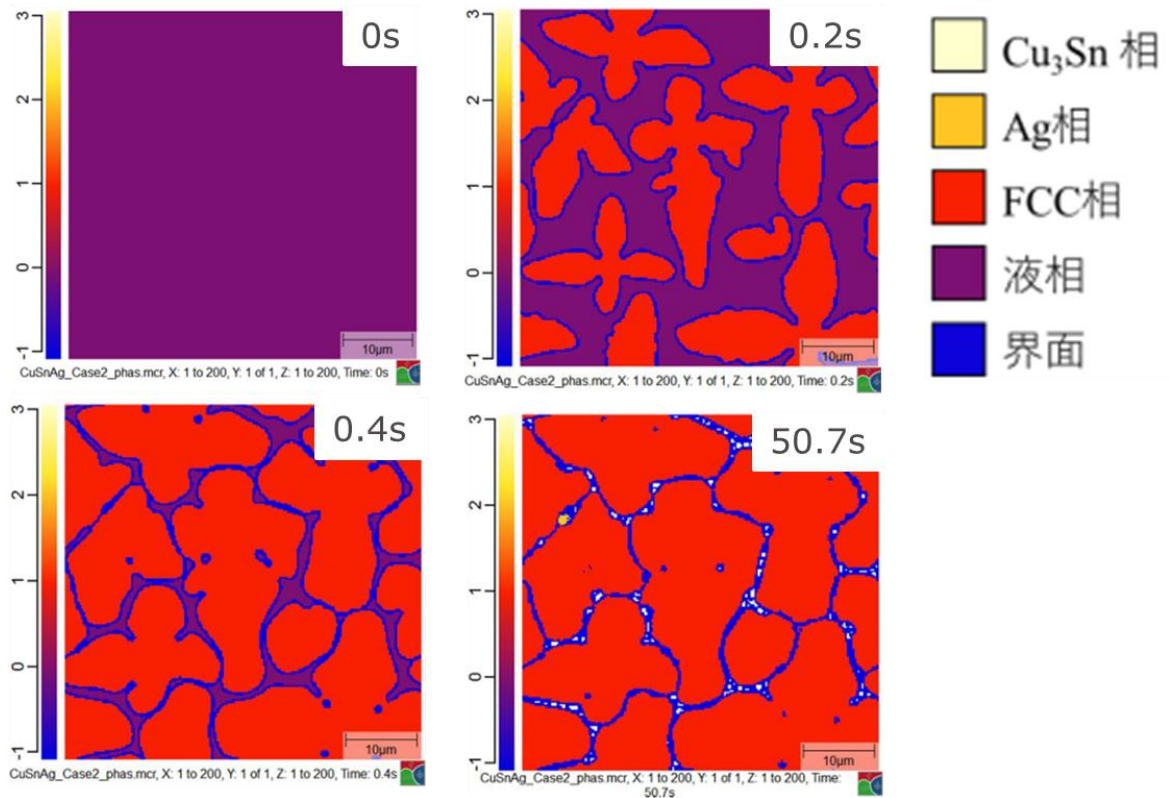 3
2
1
0
-1
0s
10μm
CuSnAg_Case2_phas.mcr, X: 1 to 200, Y: 1 of 1, Z: 1 to 200, Time: 0s
3
2
1
0
-1
0.2s
10μm
CuSnAg_Case2_phas.mcr, X: 1 to 200, Y: 1 of 1, Z: 1 to 200, Time: 0.2s
Cu₃Sn 相
Ag相
FCC相
液相
界面
3
2
1
0
-1
0.4s
10μm
CuSnAg_Case2_phas.mcr, X: 1 to 200, Y: 1 of 1, Z: 1 to 200, Time: 0.4s
3
2
1
0
-1
50.7s
10μm
CuSnAg_Case2_phas.mcr, X: 1 to 200, Y: 1 of 1, Z: 1 to 200, Time:
50.7s